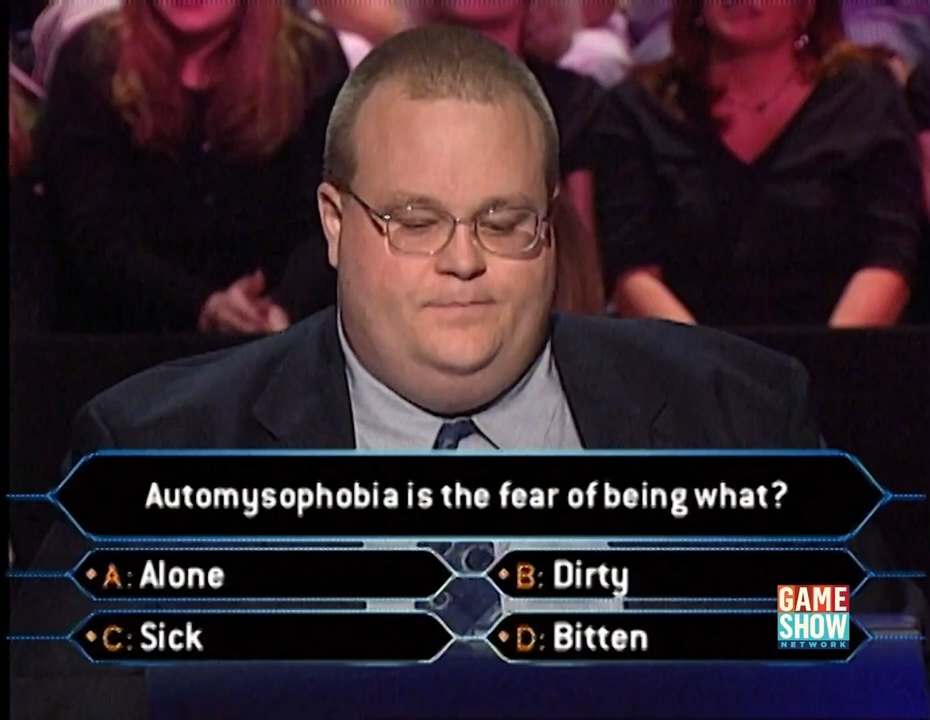 Automysophobia is the fear of being what?
A: Alone
B: Dirty
C: Sick
D: Bitten
GAME
SHOW
NETWORK